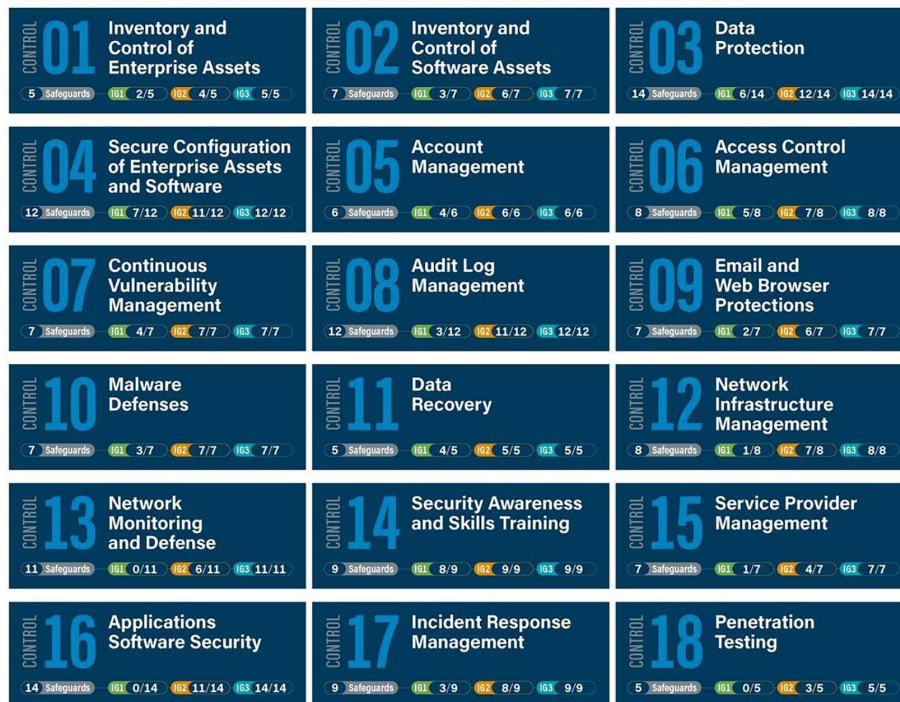 CONTROL
01
Inventory and
Control of
Enterprise Assets
5 Safeguards IG1 2/5 IG2 4/5 IG3 5/5
CONTROL
02
Inventory and
Control of
Software Assets
7 Safeguards IG1 3/7 IG2 6/7 IG3 7/7
CONTROL
03
Data
Protection
14 Safeguards IG1 6/14 IG2 12/14 IG3 14/14
CONTROL
04
Secure Configuration
of Enterprise Assets
and Software
12 Safeguards IG1 7/12 IG2 11/12 IG3 12/12
CONTROL
05
Account
Management
6 Safeguards IG1 4/6 IG2 6/6 IG3 6/6
CONTROL
06
Access Control
Management
8 Safeguards IG1 5/8 IG2 7/8 IG3 8/8
CONTROL
07
Continuous
Vulnerability
Management
7 Safeguards IG1 4/7 IG2 7/7 IG3 7/7
CONTROL
08
Audit Log
Management
12 Safeguards IG1 3/12 IG2 11/12 IG3 12/12
CONTROL
09
Email and
Web Browser
Protections
7 Safeguards IG1 2/7 IG2 6/7 IG3 7/7
CONTROL
10
Malware
Defenses
7 Safeguards IG1 3/7 IG2 7/7 IG3 7/7
CONTROL
11
Data
Recovery
5 Safeguards IG1 4/5 IG2 5/5 IG3 5/5
CONTROL
12
Network
Infrastructure
Management
8 Safeguards IG1 1/8 IG2 7/8 IG3 8/8
CONTROL
13
Network
Monitoring
and Defense
11 Safeguards IG1 0/11 IG2 6/11 IG3 11/11
CONTROL
14
Security Awareness
and Skills Training
9 Safeguards IG1 8/9 IG2 9/9 IG3 9/9
CONTROL
15
Service Provider
Management
7 Safeguards IG1 1/7 IG2 4/7 IG3 7/7
CONTROL
16
Applications
Software Security
14 Safeguards IG1 0/14 IG2 11/14 IG3 14/14
CONTROL
17
Incident Response
Management
9 Safeguards IG1 3/9 IG2 8/9 IG3 9/9
CONTROL
18
Penetration
Testing
5 Safeguards IG1 0/5 IG2 3/5 IG3 5/5